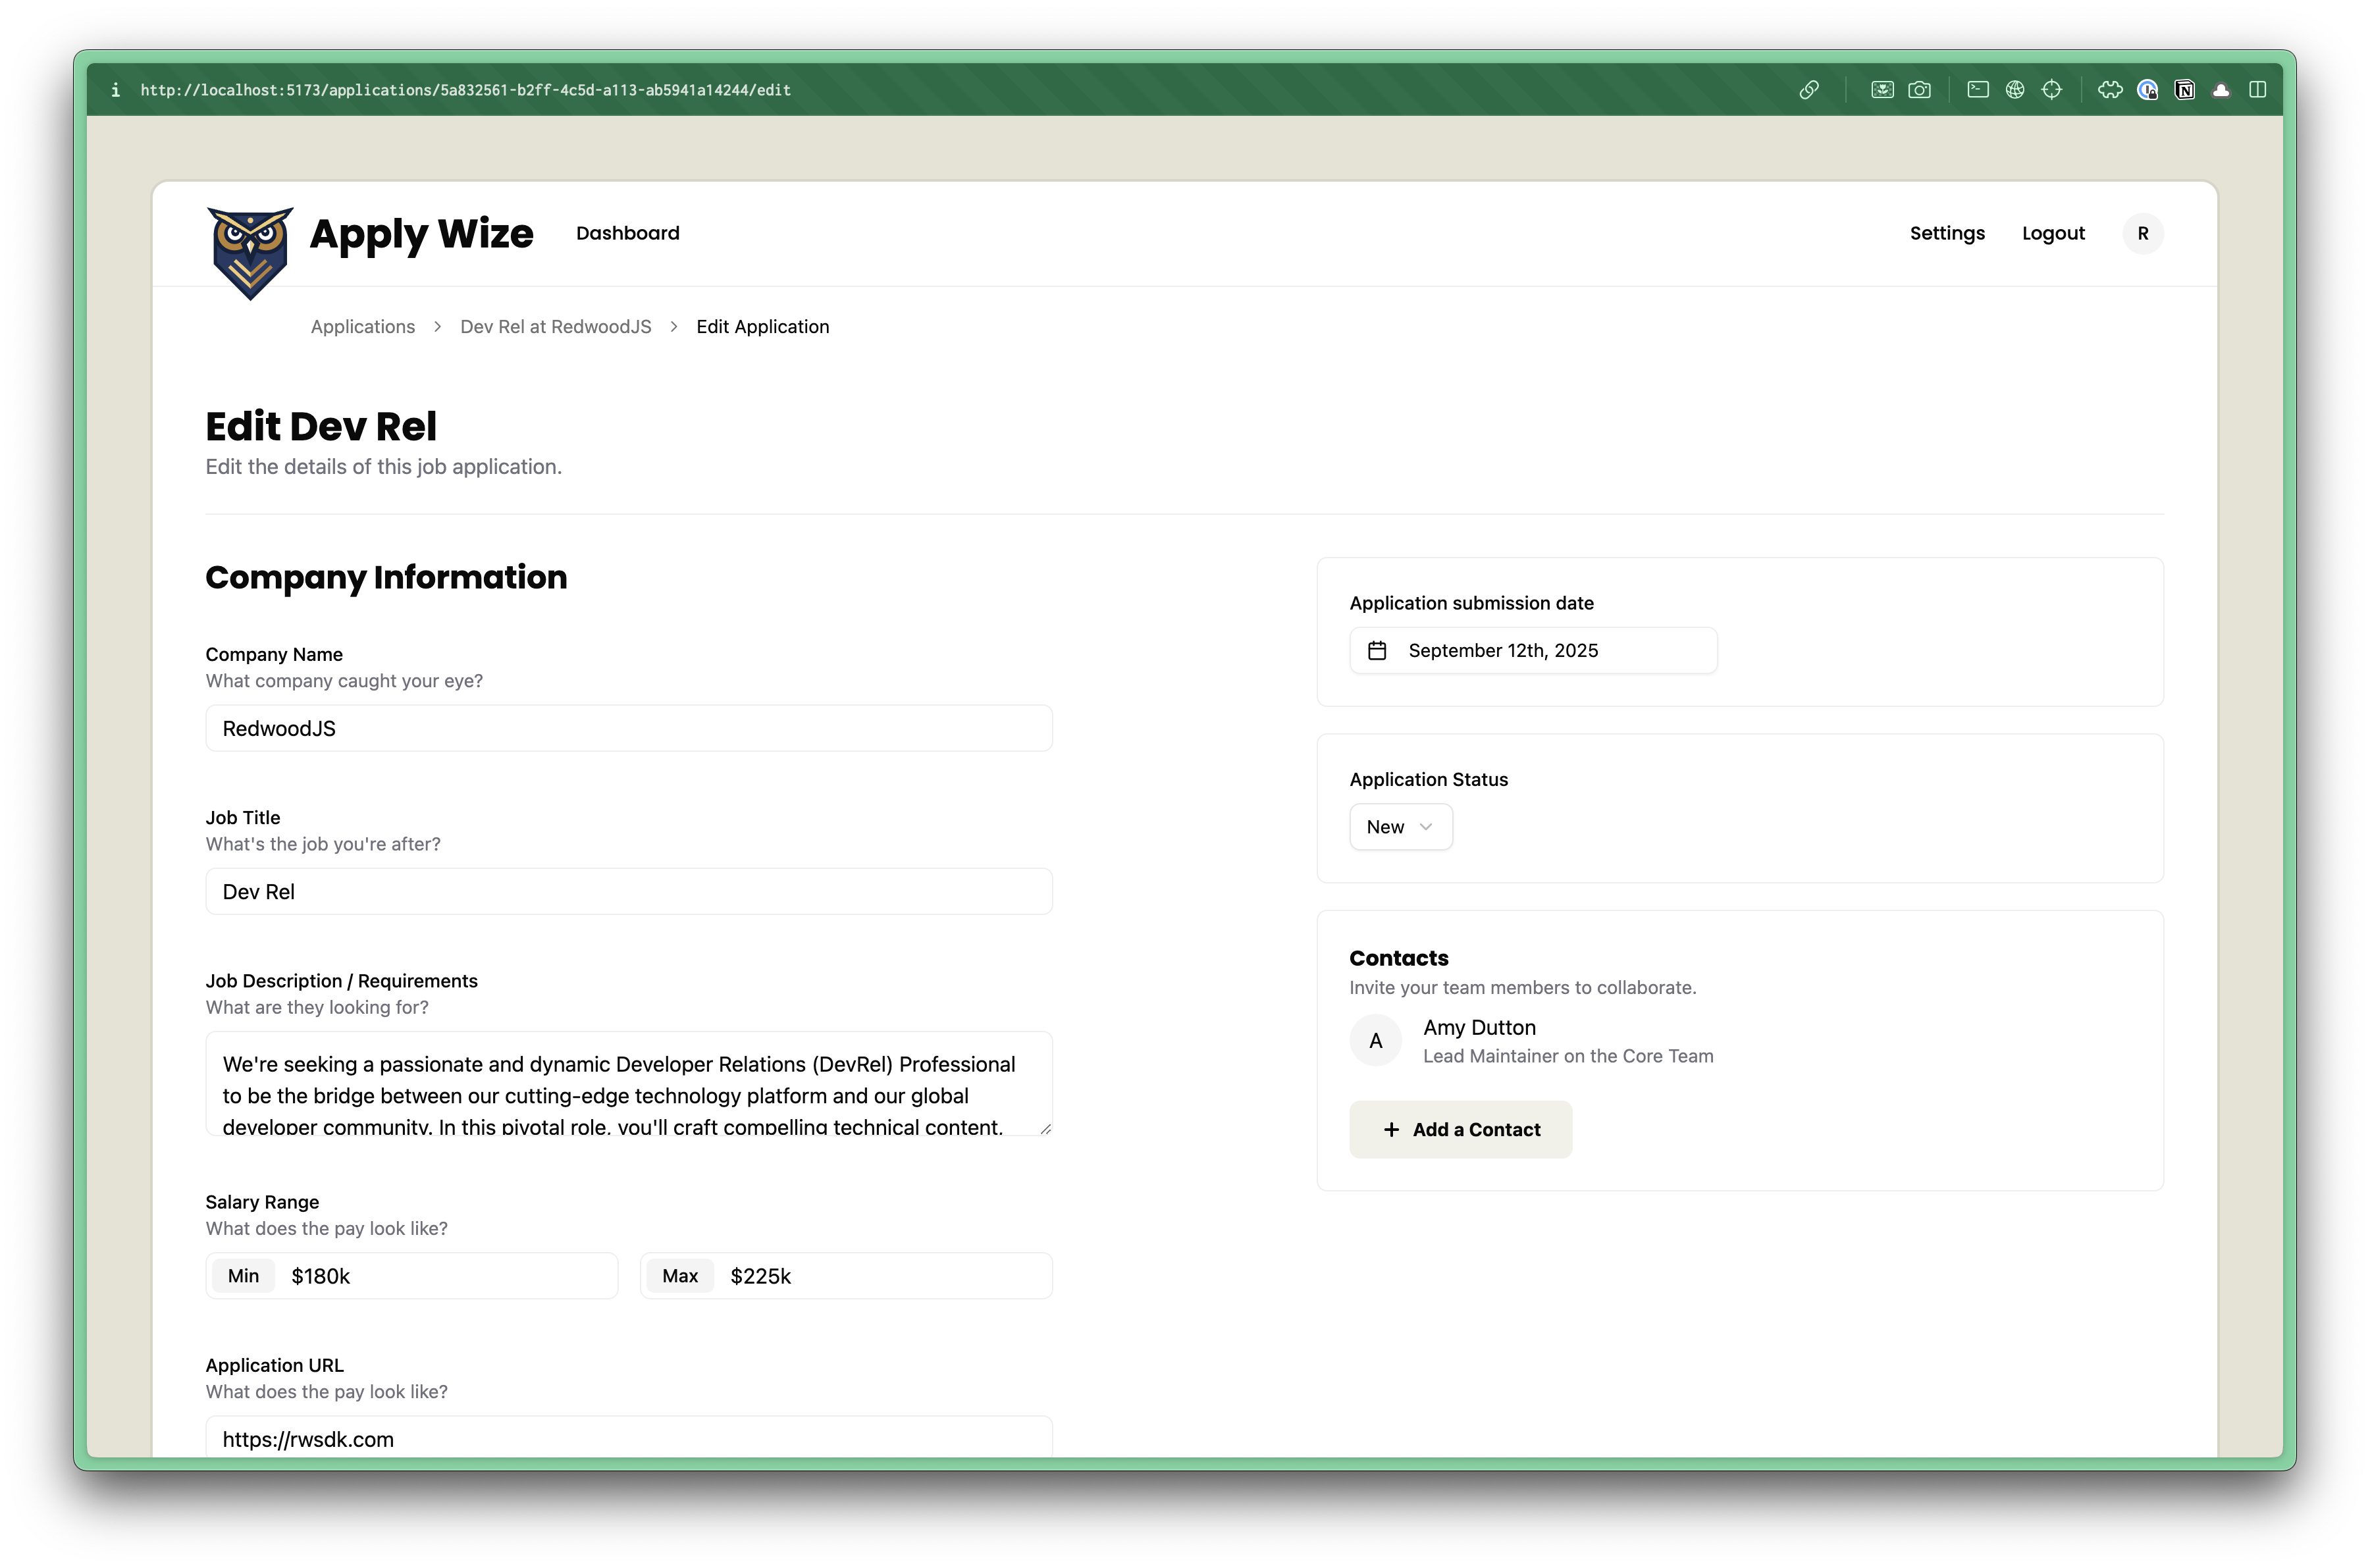 http://localhost:5173/applications/5a832561-b2ff-4c5d-a113-ab5941a14244/edit
Apply Wize
Dashboard
Settings
Logout
R
Applications > Dev Rel at RedwoodJS > Edit Application
Edit Dev Rel
Edit the details of this job application.
Company Information
Company Name
What company caught your eye?
RedwoodJS
Job Title
What's the job you're after?
Dev Rel
Job Description / Requirements
What are they looking for?
We're seeking a passionate and dynamic Developer Relations (DevRel) Professional
to be the bridge between our cutting-edge technology platform and our global
developer community. In this pivotal role, you'll craft compelling technical content,
Salary Range
What does the pay look like?
Min $180k
Max $225k
Application URL
What does the pay look like?
https://rwsdk.com
Application submission date
September 12th, 2025
Application Status
New
Contacts
Invite your team members to collaborate.
A
Amy Dutton
Lead Maintainer on the Core Team
+ Add a Contact